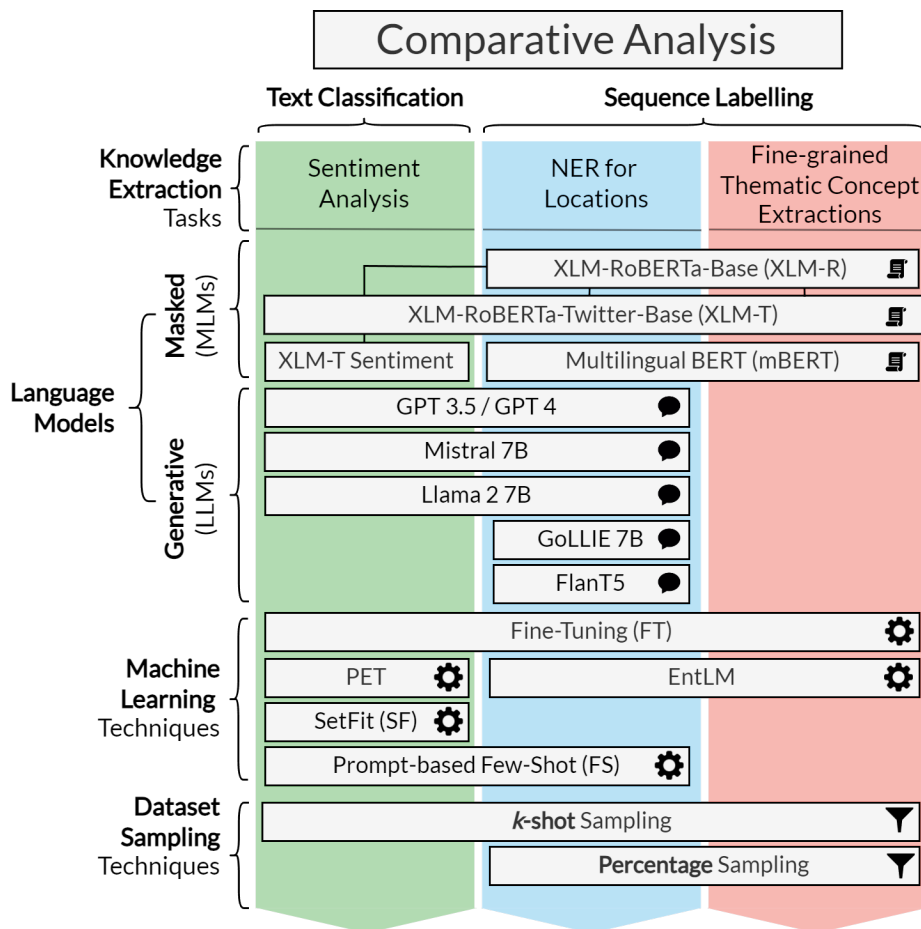 Comparative Analysis
Text Classification
Sequence Labelling
Knowledge
Extraction
Tasks
Sentiment
Analysis
NER for
Locations
Fine-grained
Thematic Concept
Extractions
Language
Models
Masked
(MLMs)
XLM-RoBERTa-Base (XLM-R)
XLM-RoBERTa-Twitter-Base (XLM-T)
XLM-T Sentiment
Multilingual BERT (mBERT)
Generative
(LLMs)
GPT 3.5 / GPT 4
Mistral 7B
Llama 2 7B
GoLLIE 7B
FlanT5
Machine
Learning
Techniques
Fine-Tuning (FT)
PET
EntLM
SetFit (SF)
Prompt-based Few-Shot (FS)
Dataset
Sampling
Techniques
k-shot Sampling
Percentage Sampling